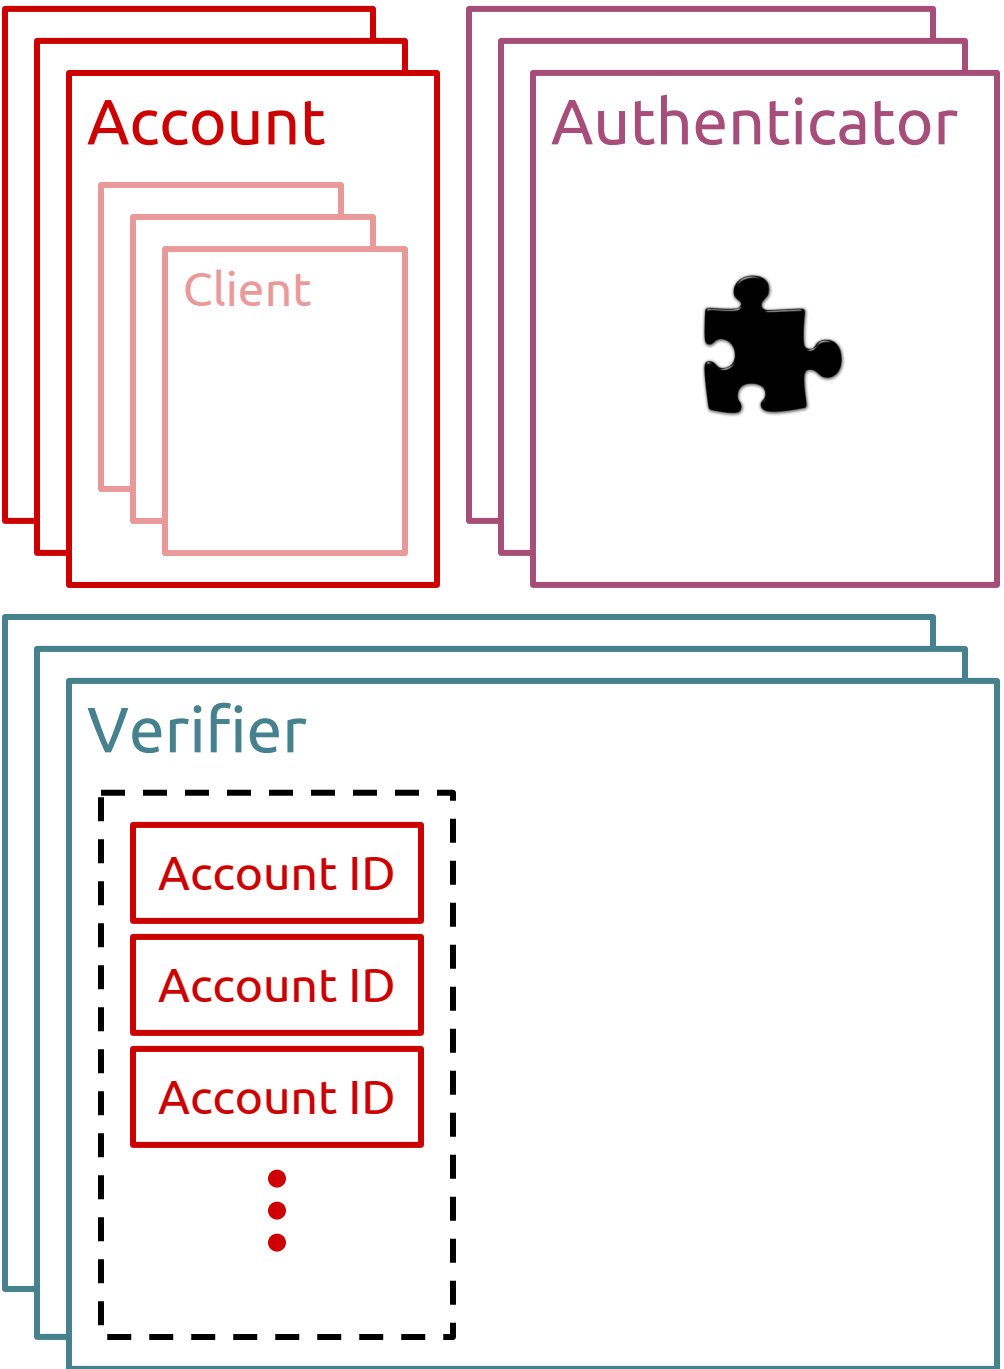 Account
Client
Authenticator
Verifier
Account ID
Account ID
Account ID